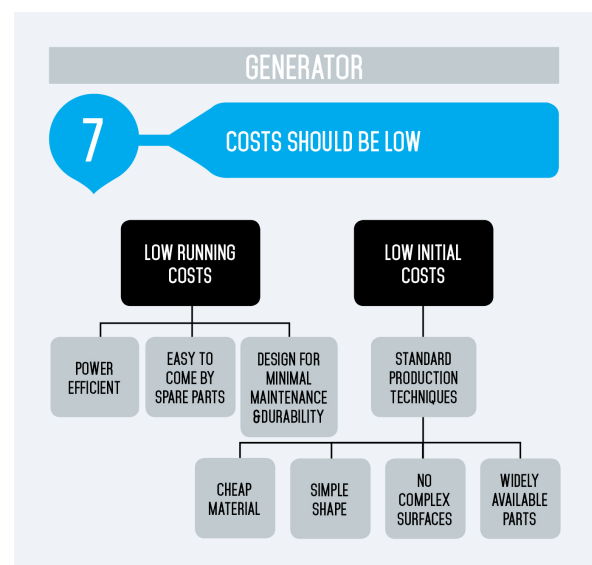 GENERATOR
7
COSTS SHOULD BE LOW
LOW RUNNING
COSTS
LOW INITIAL
COSTS
POWER
EFFICIENT
EASY TO
COME BY
SPARE PARTS
DESIGN FOR
MINIMAL
MAINTENANCE
&DURABILITY
STANDARD
PRODUCTION
TECHNIQUES
CHEAP
MATERIAL
SIMPLE
SHAPE
NO
COMPLEX
SURFACES
WIDELY
AVAILABLE
PARTS